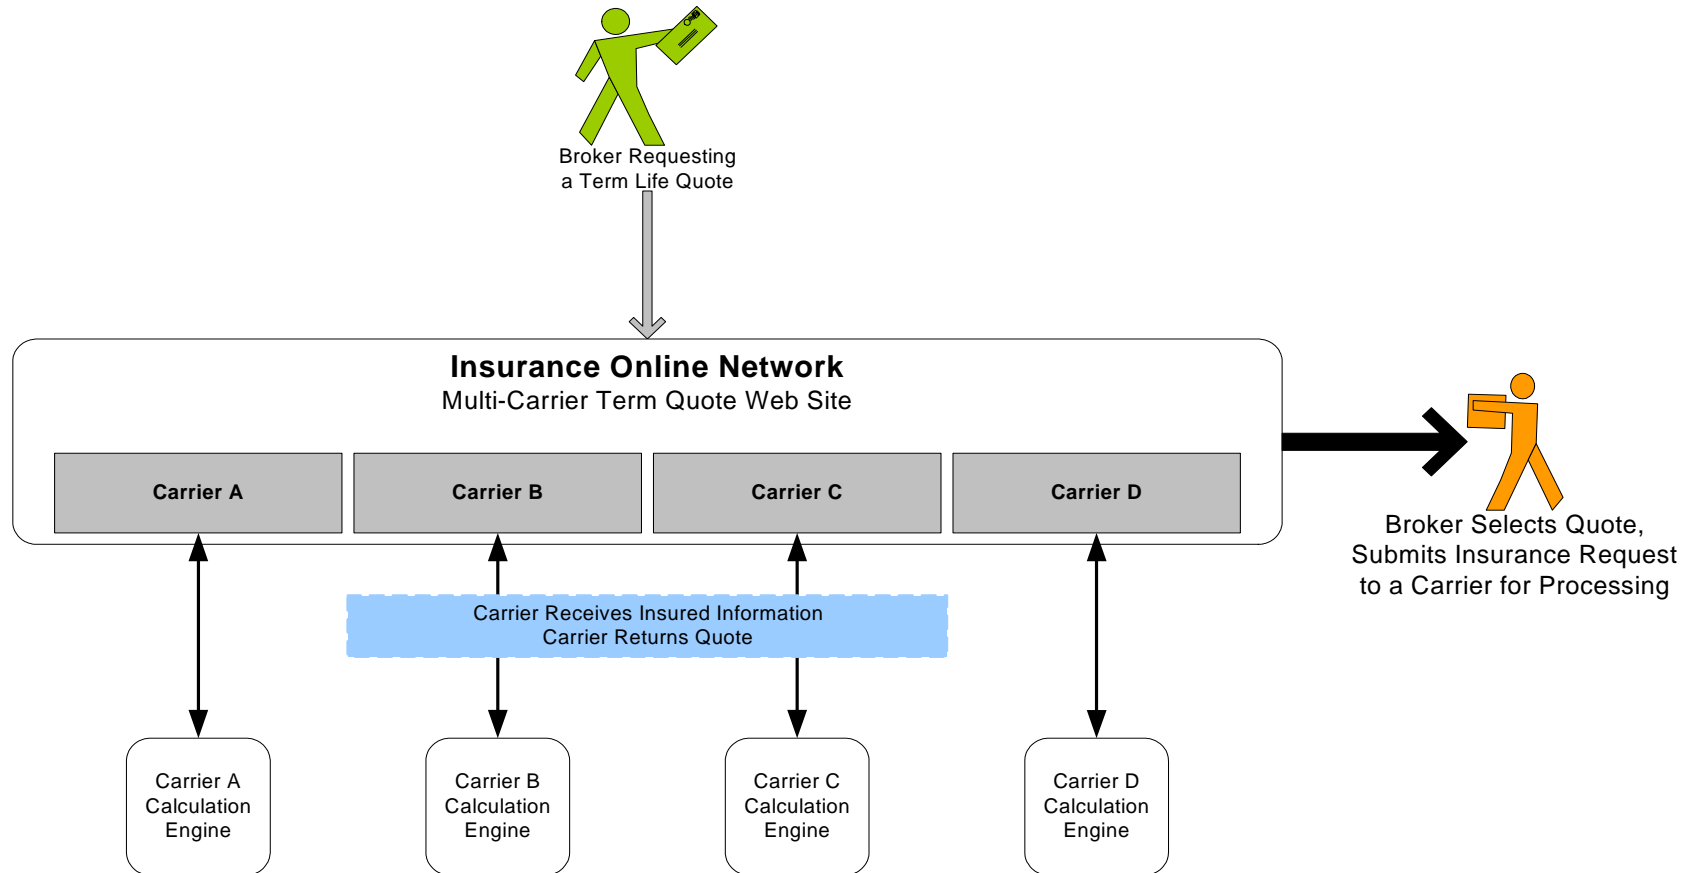 Broker Requesting
a Term Life Quote
Insurance Online Network
Multi-Carrier Term Quote Web Site
Carrier A
Carrier B
Carrier C
Carrier D
Broker Selects Quote,
Submits Insurance Request
to a Carrier for Processing
Carrier Receives Insured Information
Carrier Returns Quote
Carrier A
Calculation
Engine
Carrier B
Calculation
Engine
Carrier C
Calculation
Engine
Carrier D
Calculation
Engine